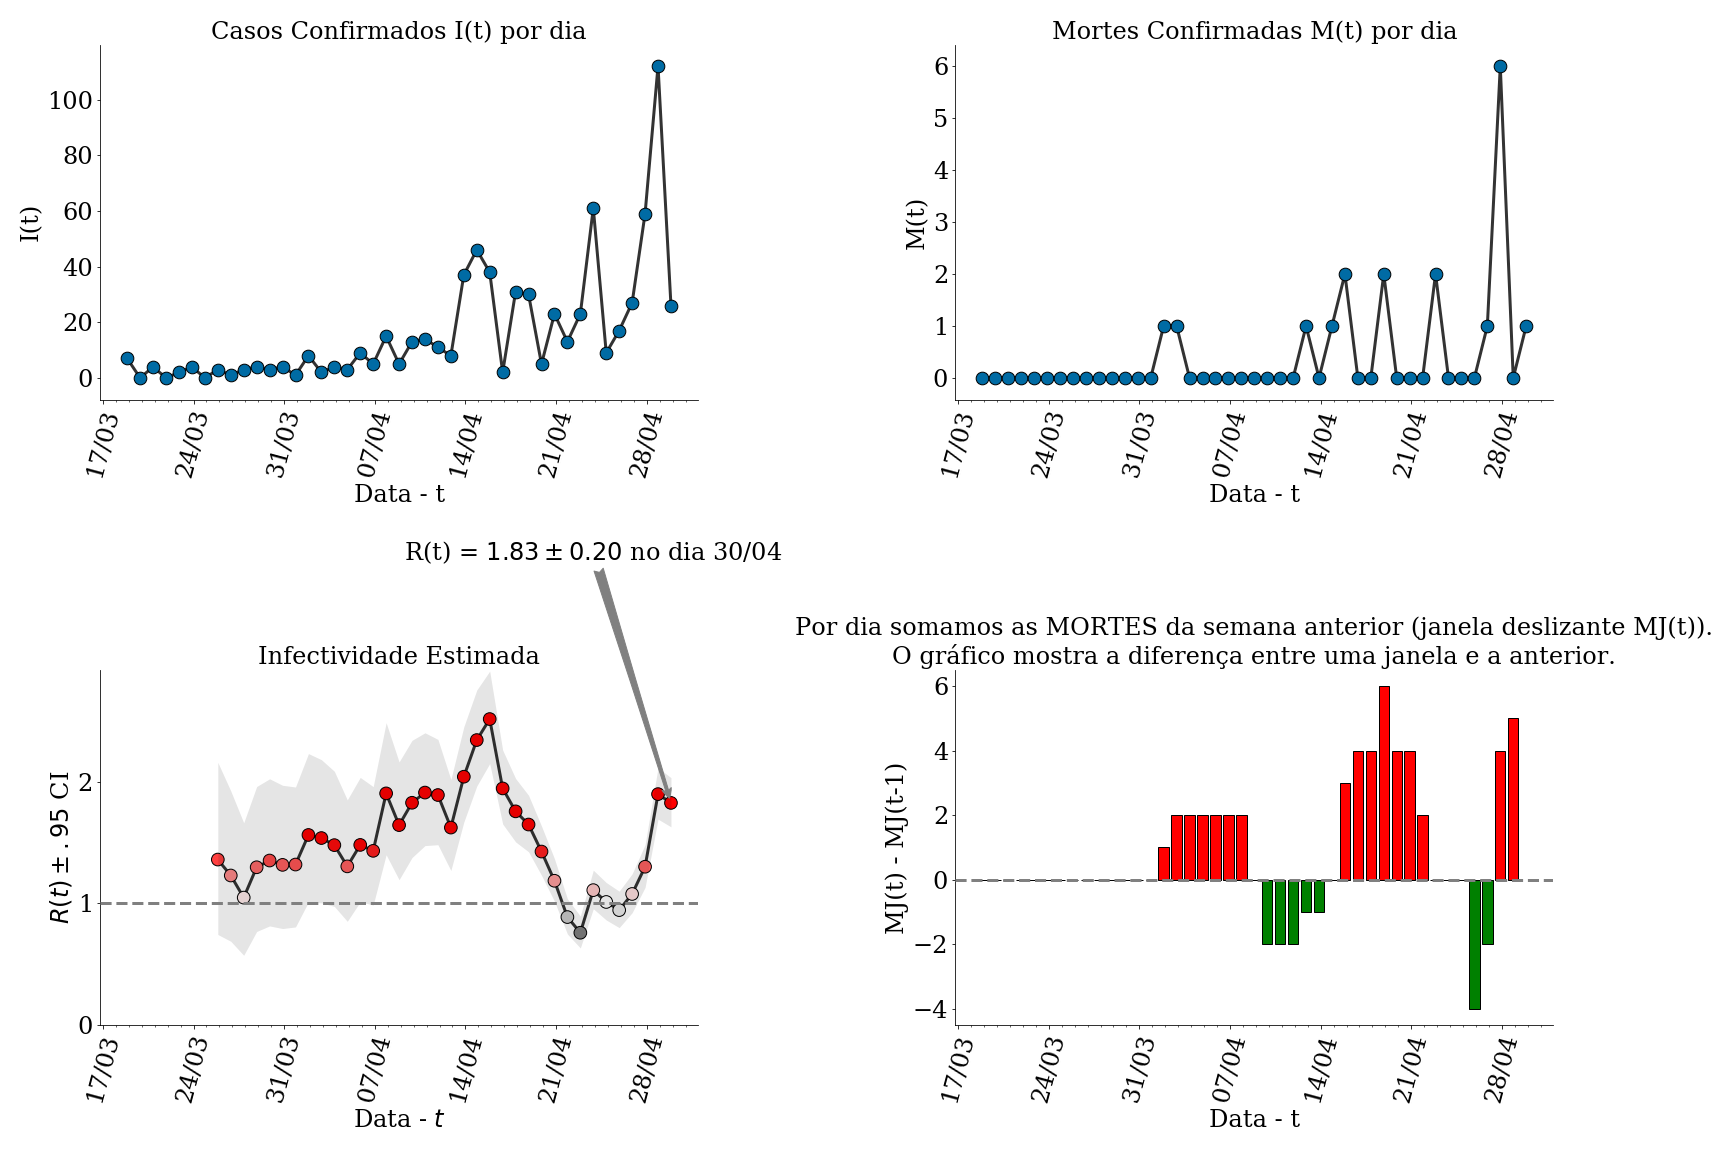 Casos Confirmados I(t) por dia
I(t)
100
80
60
40
20
0
17/03 24/03 31/03 07/04 14/04 21/04 28/04
Data - t
Mortes Confirmadas M(t) por dia
M(t)
6
5
4
3
2
1
0
17/03 24/03 31/03 07/04 14/04 21/04 28/04
Data - t
R(t) = 1.83 ± 0.20 no dia 30/04
Infectividade Estimada
R(t) ± .95 CI
2
1
0
17/03 24/03 31/03 07/04 14/04 21/04 28/04
Data - t
Por dia somamos as MORTES da semana anterior (janela deslizante MJ(t)).
O gráfico mostra a diferença entre uma janela e a anterior.
MJ(t) - MJ(t-1)
6
4
2
0
−2
−4
17/03 24/03 31/03 07/04 14/04 21/04 28/04
Data - t